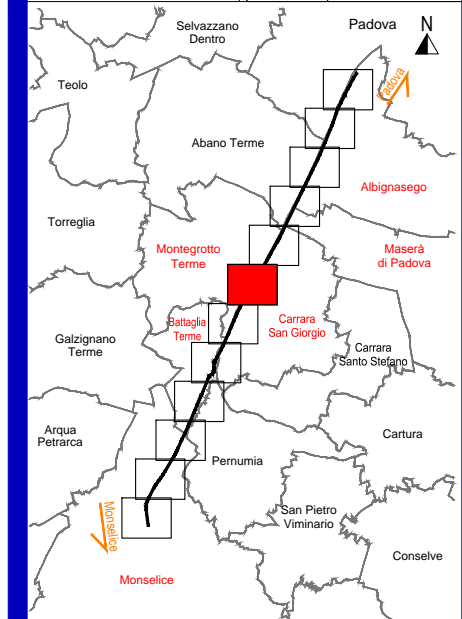 Selvazzano
Dentro
Padova
N
Teolo
Padova
Abano Terme
Albignasego
Torreglia
Montegrotto
Terme
Maserà
di Padova
Battaglia
Terme
Carrara
San Giorgio
Galzignano
Terme
Carrara
Santo Stefano
Arqua
Petrarca
Cartura
Pernumia
San Pietro
Viminario
Monselice
Conselve
Monselice